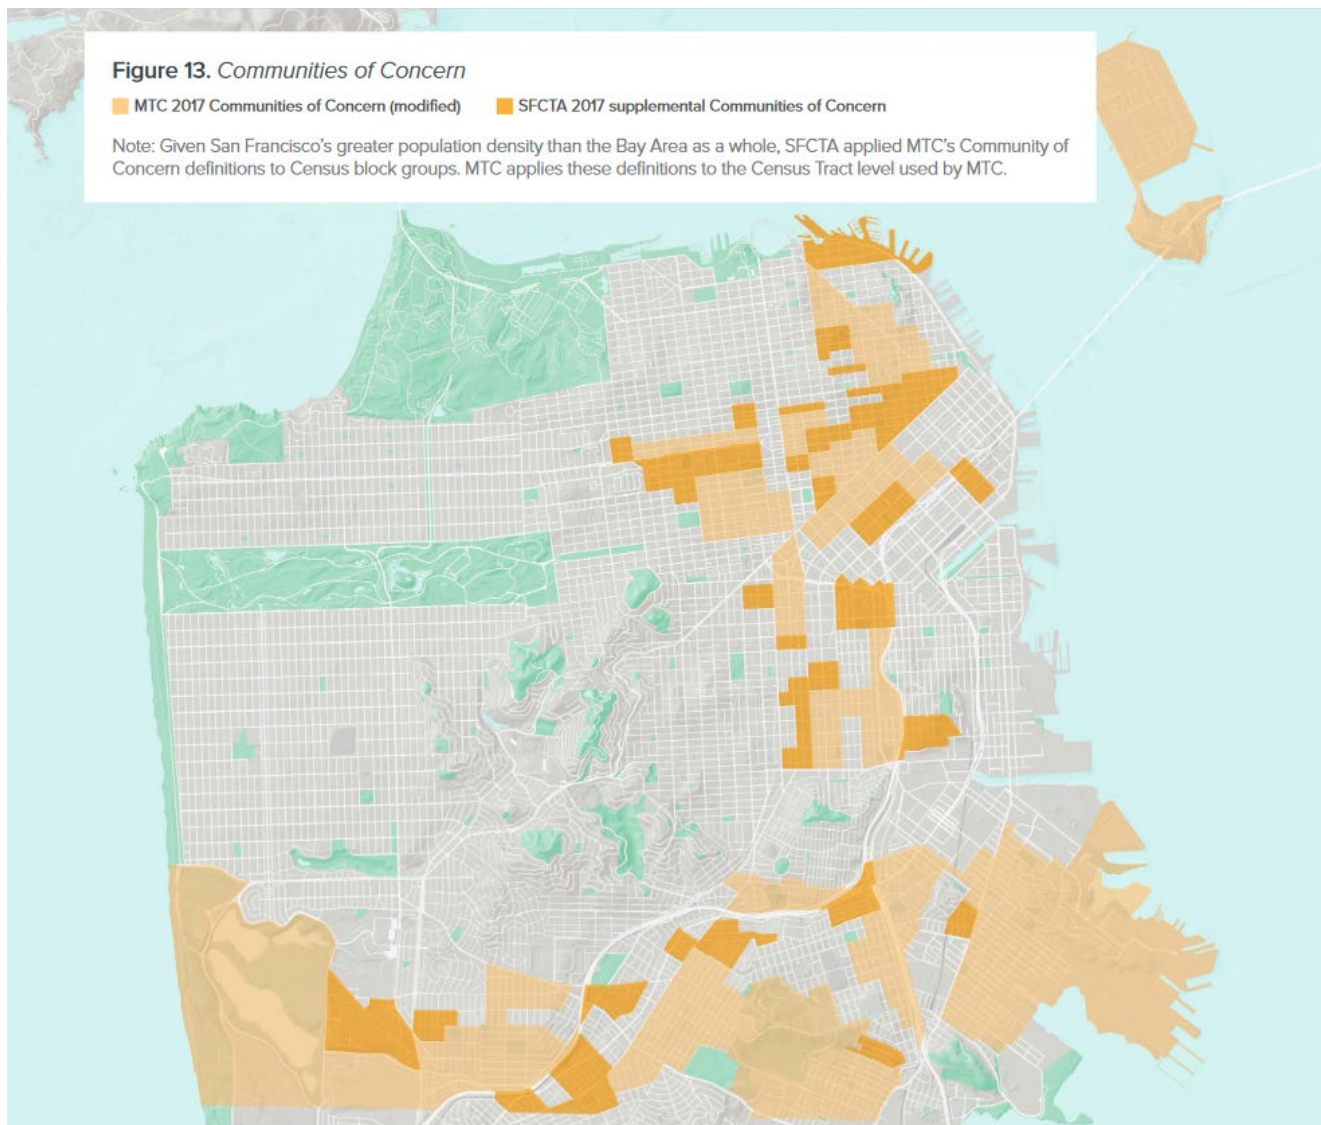 Figure 13. Communities of Concern
MTC 2017 Communities of Concern (modified) SFCTA 2017 supplemental Communities of Concern
Note: Given San Francisco's greater population density than the Bay Area as a whole, SFCTA applied MTC's Community of
Concern definitions to Census block groups. MTC applies these definitions to the Census Tract level used by MTC.